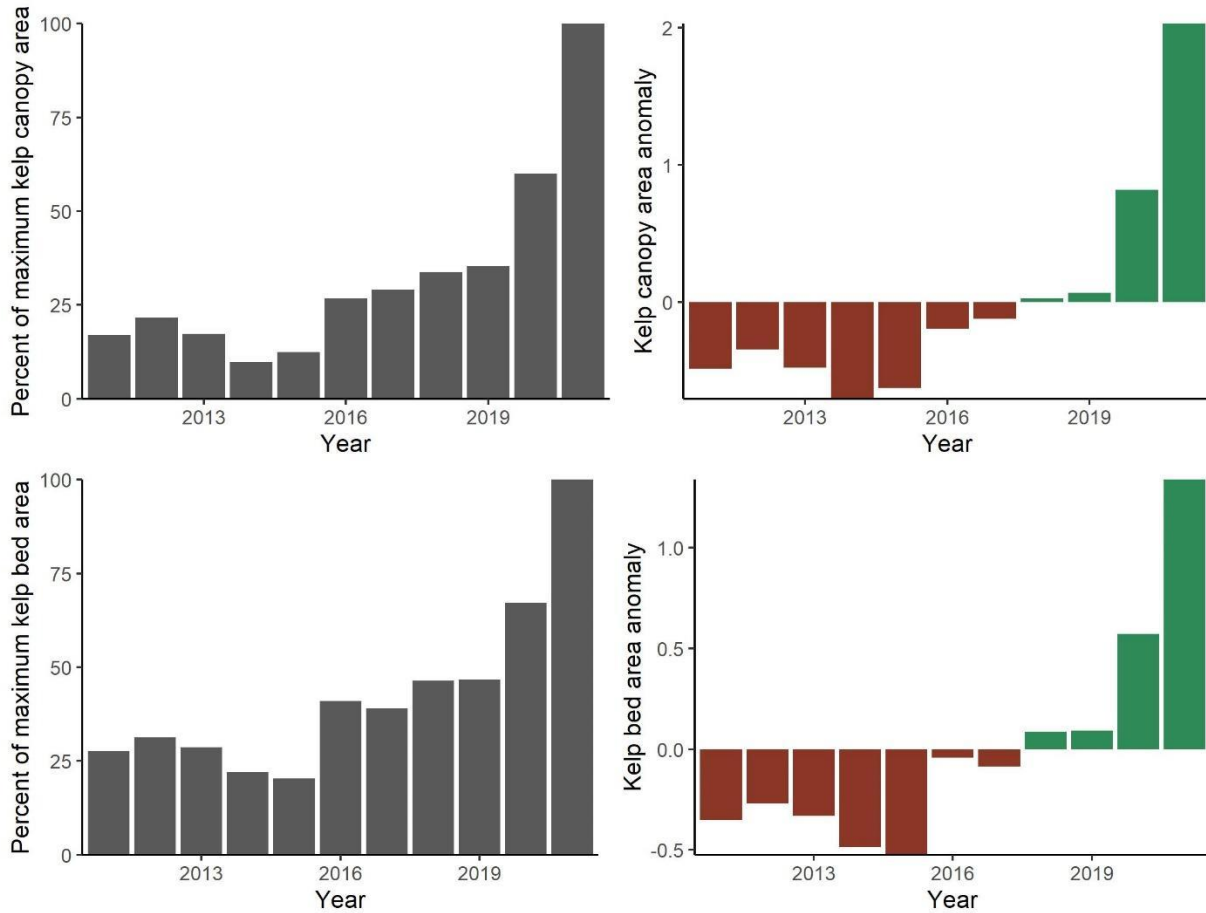 Percent of maximum kelp canopy area
100
75
50
25
0
2013 2016 2019
Year
Kelp canopy area anomaly
2
1
0
2013 2016 2019
Year
Percent of maximum kelp bed area
100
75
50
25
0
2013 2016 2019
Year
Kelp bed area anomaly
1.0
0.5
0.0
-0.5
2013 2016 2019
Year